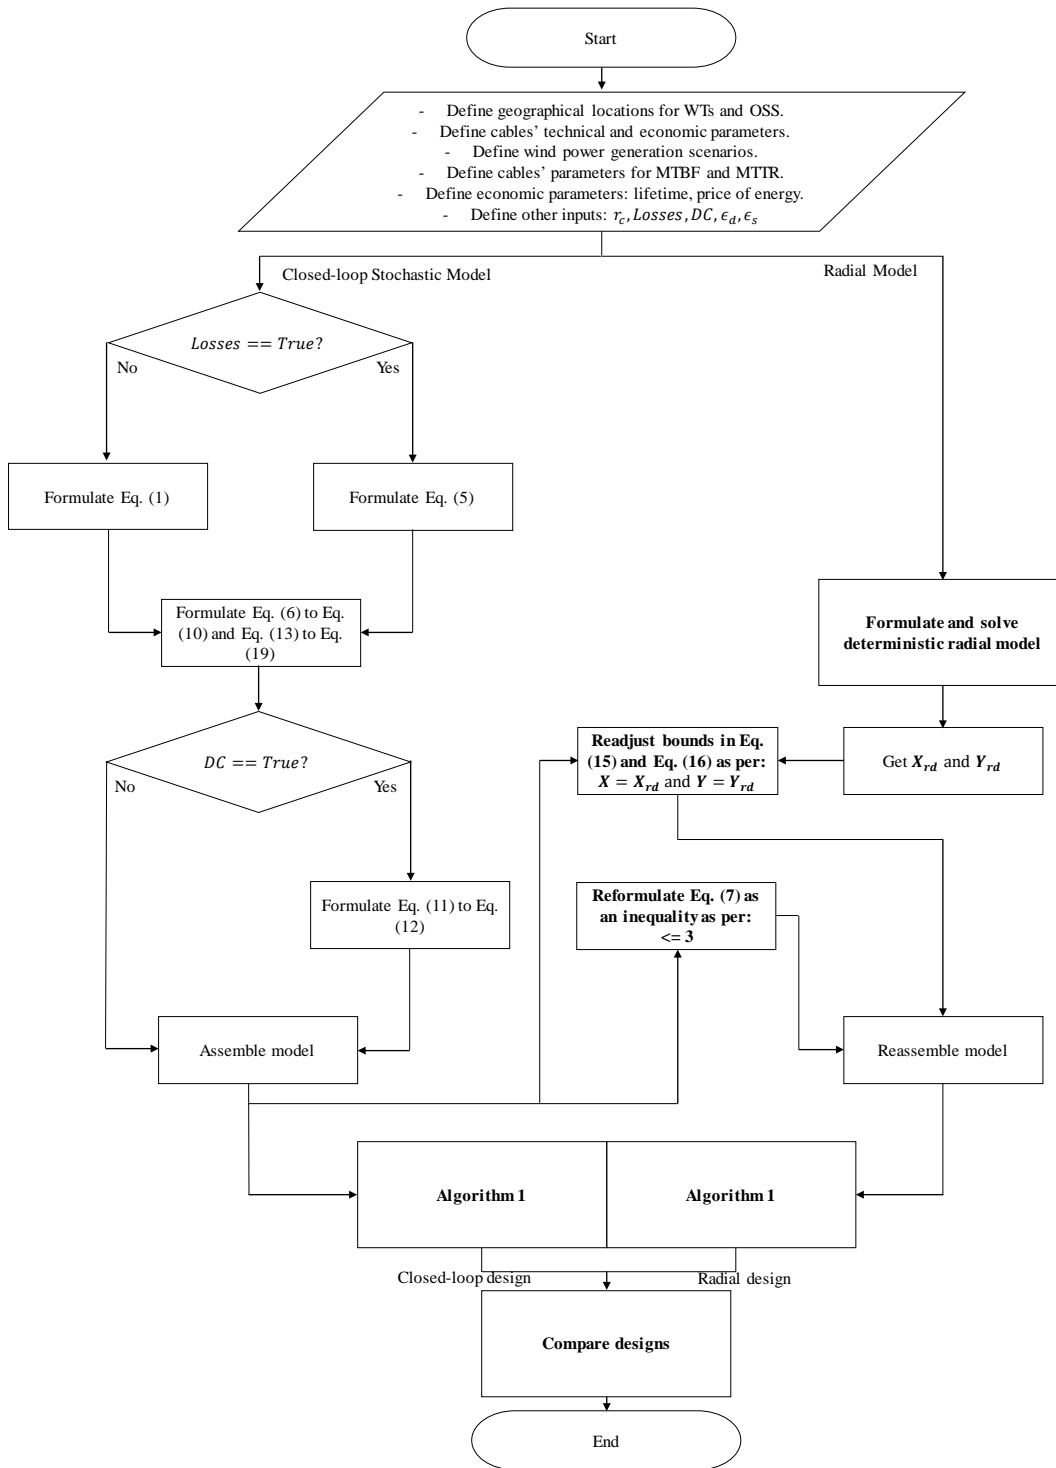 Start
- Define geographical locations for WTs and OSS.
- Define cables' technical and economic parameters.
- Define wind power generation scenarios.
- Define cables' parameters for MTBF and MTTR.
- Define economic parameters: lifetime, price of energy.
- Define other inputs: r_c, Losses, DC, ϵ_d, ϵ_s
Closed-loop Stochastic Model
Radial Model
Losses == True?
No
Yes
Formulate Eq. (1)
Formulate Eq. (5)
Formulate Eq. (6) to Eq.
(10) and Eq. (13) to Eq.
(19)
Formulate and solve
deterministic radial model
DC == True?
No
Yes
Readjust bounds in Eq.
(15) and Eq. (16) as per:
X = X_rd and Y = Y_rd
Get X_rd and Y_rd
Formulate Eq. (11) to Eq.
(12)
Reformulate Eq. (7) as
an inequality as per:
<= 3
Assemble model
Reassemble model
Algorithm 1
Algorithm 1
Closed-loop design
Radial design
Compare designs
End